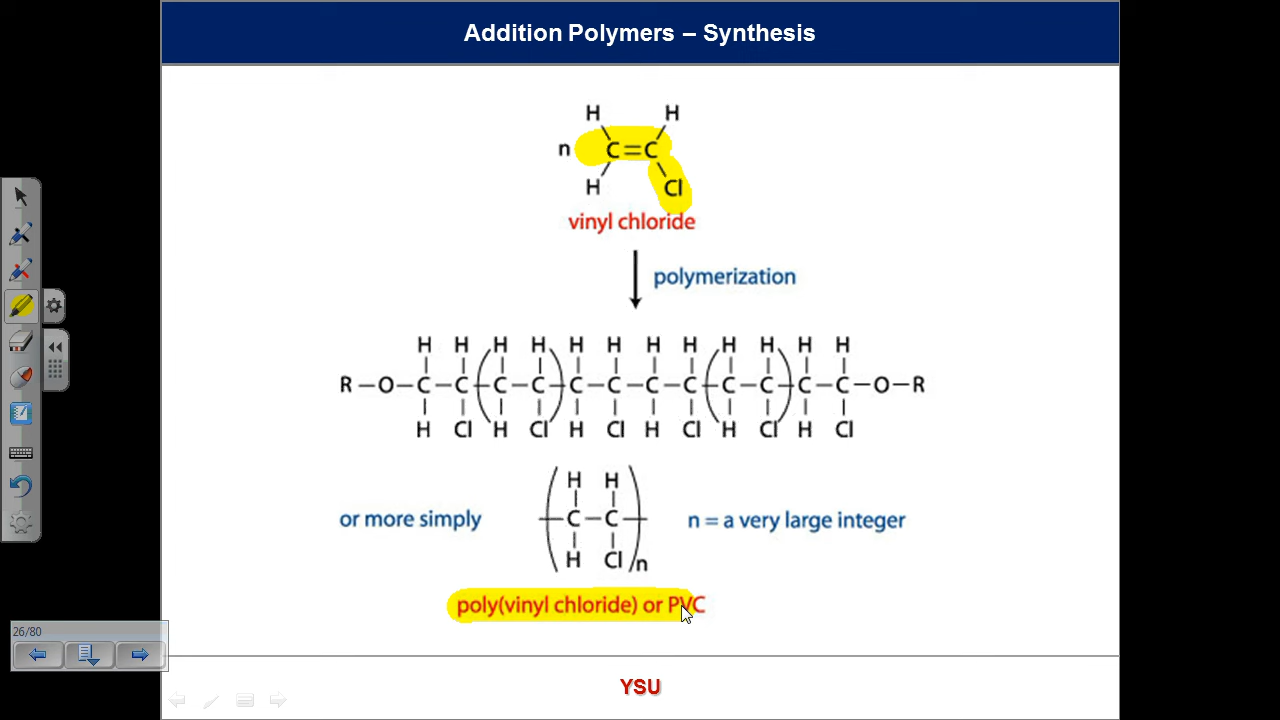 Addition Polymers – Synthesis
H H
n C=C
H Cl
vinyl chloride
polymerization
H H H H H H H H H H H H
R–O–C–C–C–C–C–C–C–C–C–C–C–C–O–R
H Cl H Cl H Cl H Cl H Cl H Cl
H H
or more simply C–C n = a very large integer
H Cl n
poly(vinyl chloride) or PVC
26/80
YSU